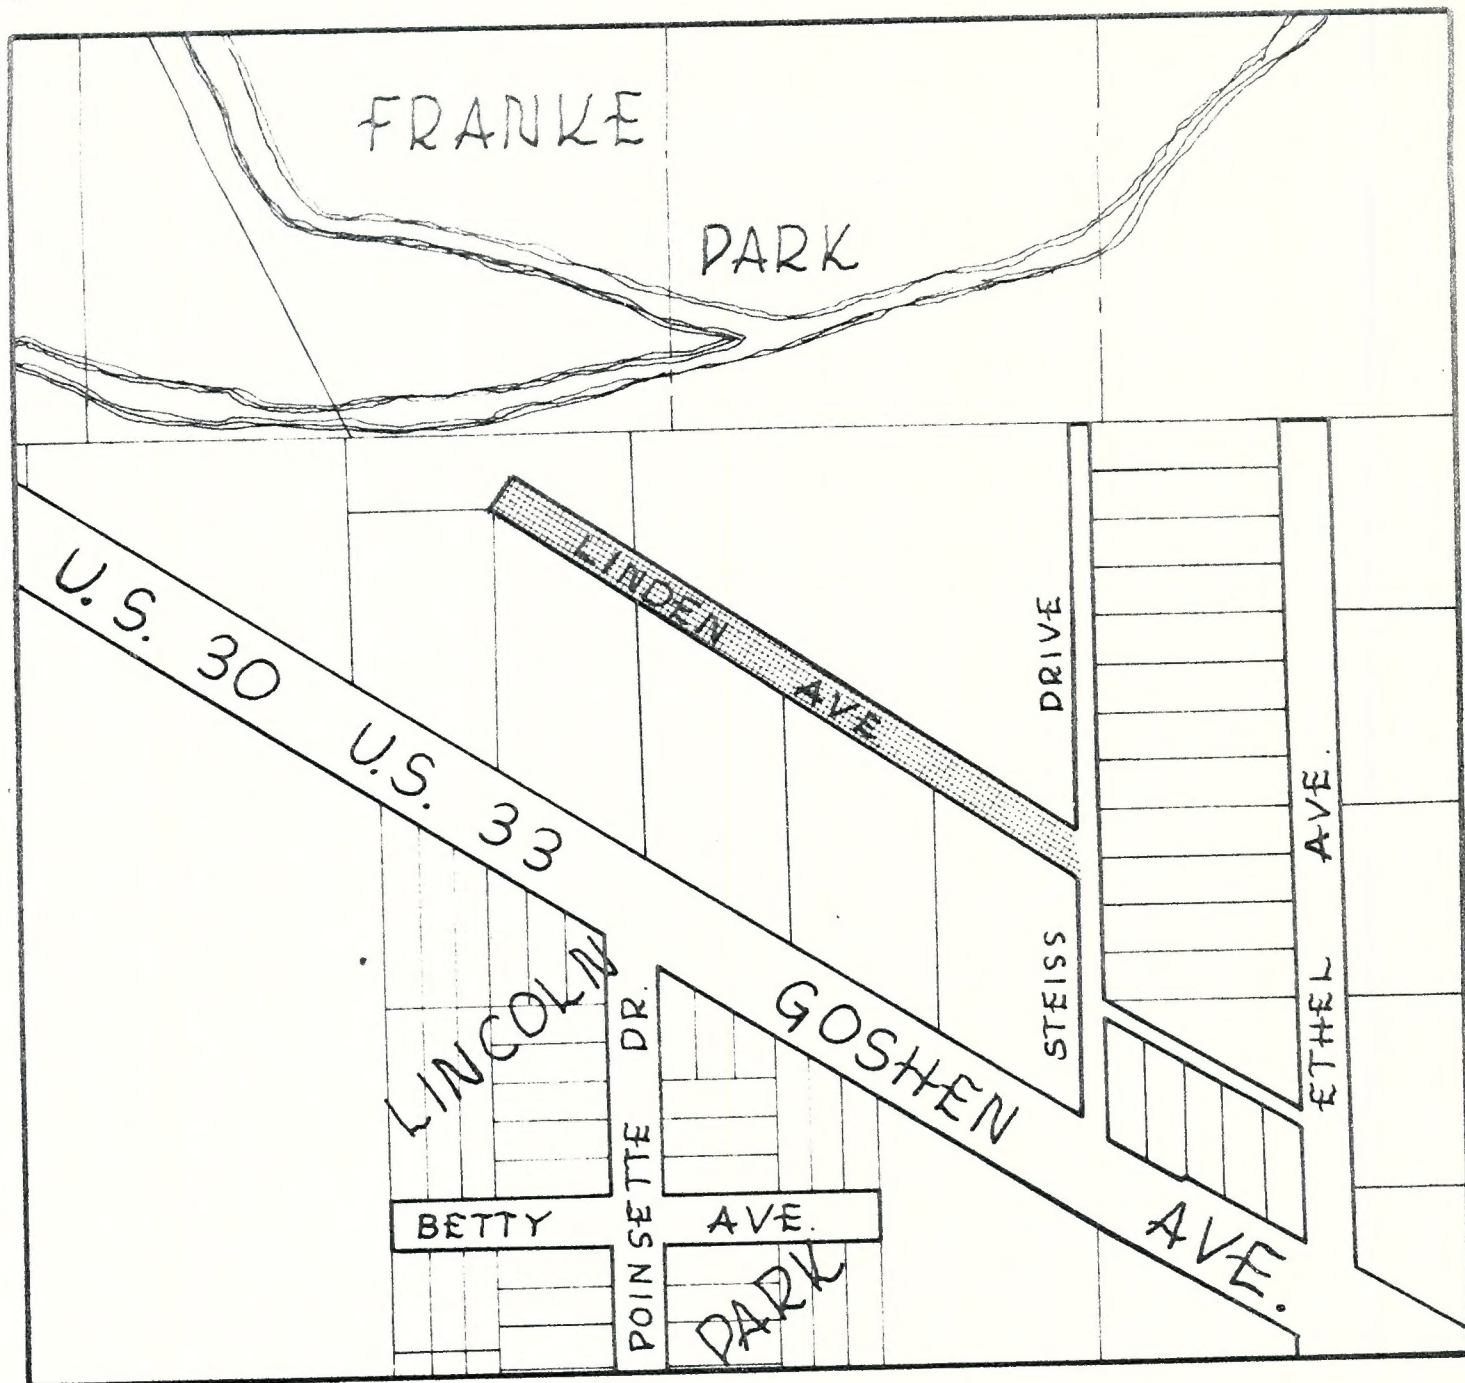 FRANKE
PARK
LINDEN AVE
U.S. 30 U.S. 33
GOSHEN AVE.
STEISS DRIVE
ETHEL AVE.
LINCOLN
PARK
POINSETTE DR.
BETTY AVE.